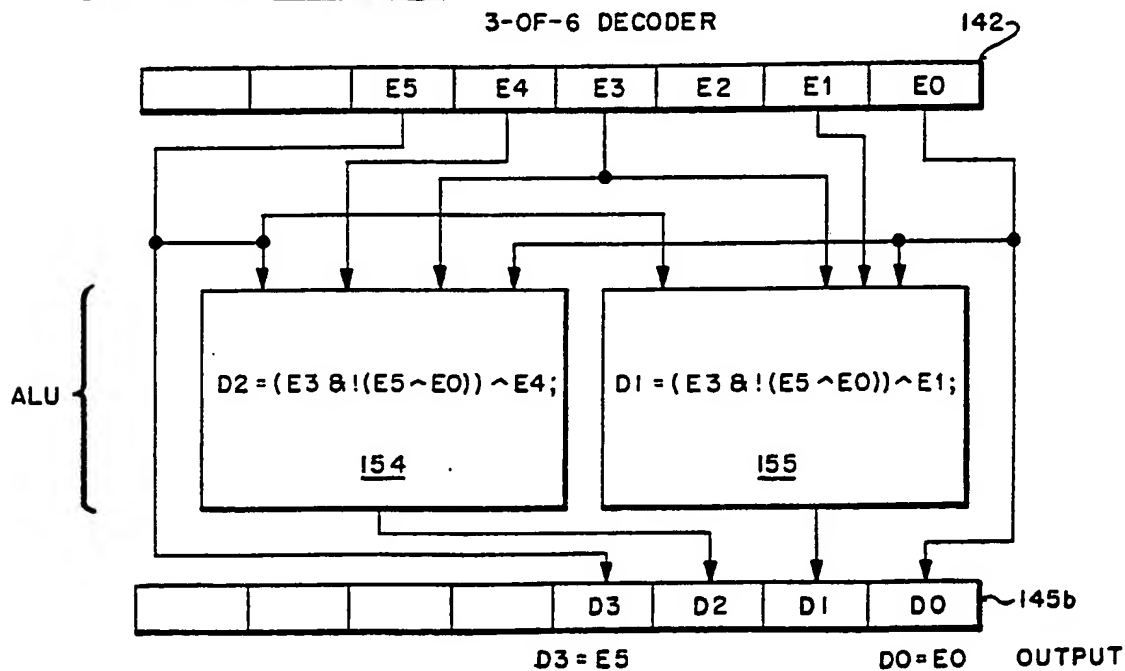 3-OF-6 DECODER
142
E5 E4 E3 E2 E1 E0
ALU
D2 = (E3 & !(E5 ^ E0)) ^ E4;
D1 = (E3 & !(E5 ^ E0)) ^ E1;
154
155
D3 D2 D1 D0
145b
D3 = E5
D0 = E0
OUTPUT